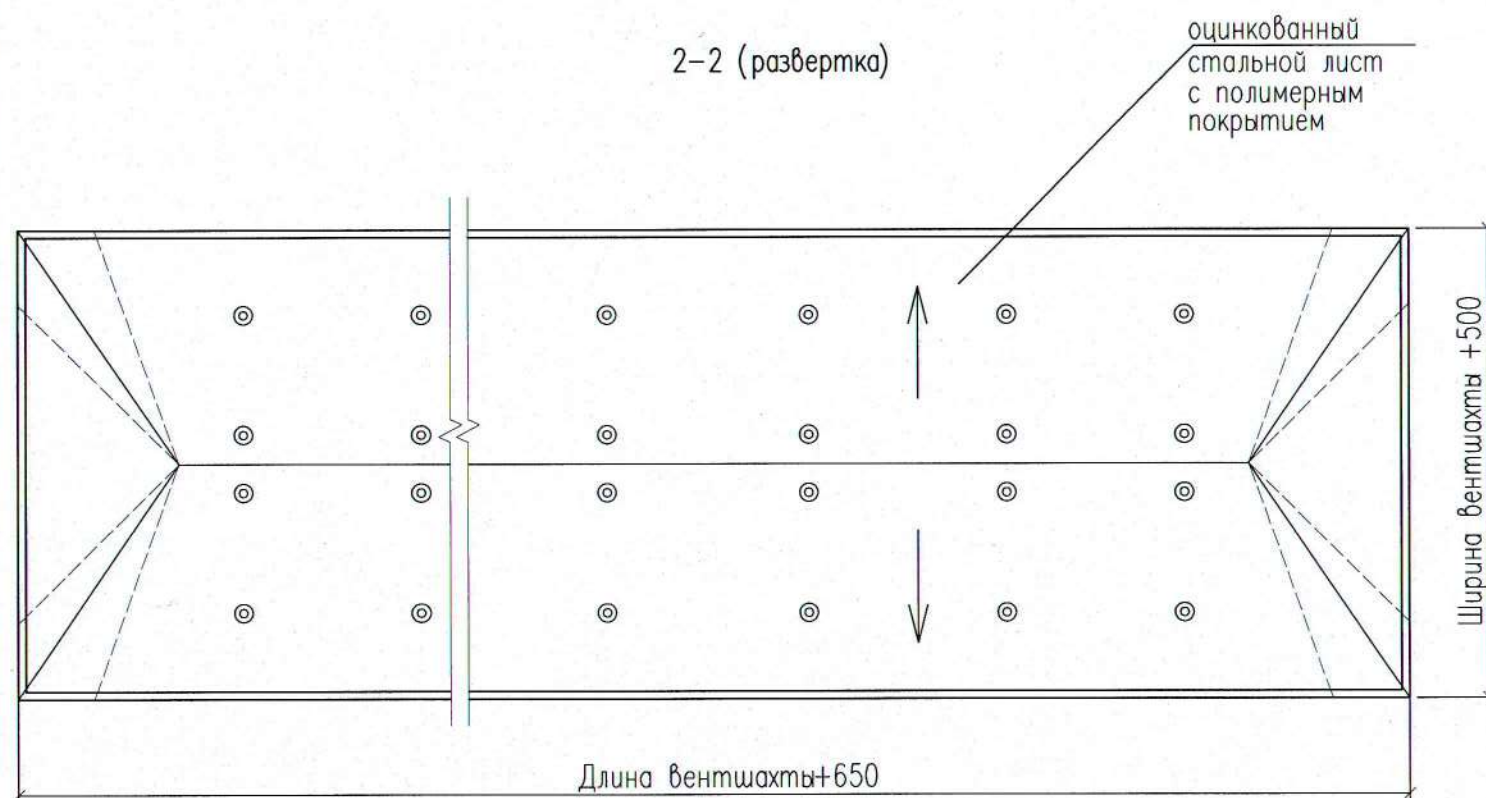 2-2 (развертка)
оцинкованный
стальной лист
с полимерным
покрытием
Ширина вентшахты +500
Длина вентшахты+650